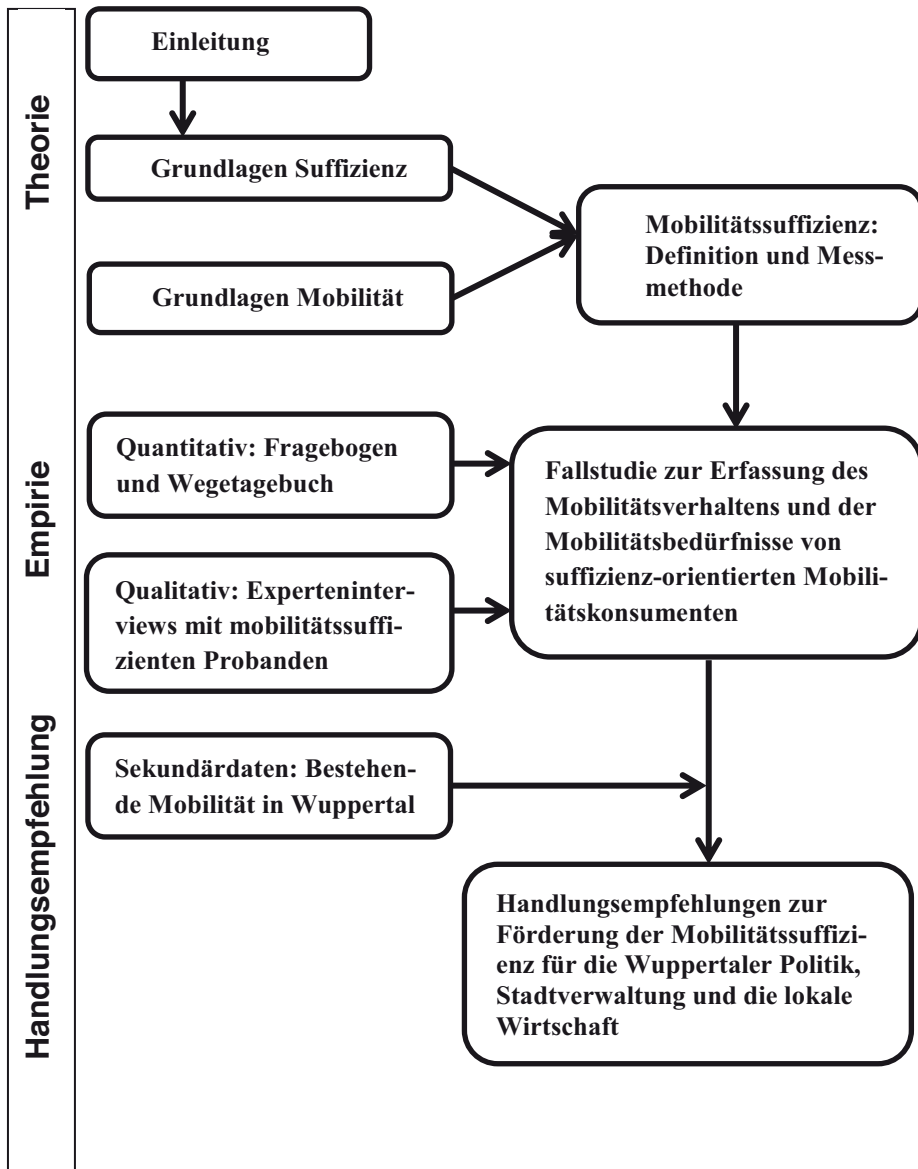 Theorie
Einleitung
Grundlagen Suffizienz
Grundlagen Mobilität
Mobilitätssuffizienz:
Definition und Mess-
methode
Empirie
Quantitativ: Fragebogen
und Wegetagebuch
Qualitativ: Experteninter-
views mit mobilitätssuffi-
zienten Probanden
Fallstudie zur Erfassung des
Mobilitätsverhaltens und der
Mobilitätsbedürfnisse von
suffizienz-orientierten Mobili-
tätskonsumenten
Handlungsempfehlung
Sekundärdaten: Bestehen-
de Mobilität in Wuppertal
Handlungsempfehlungen zur
Förderung der Mobilitätssuffizi-
enz für die Wuppertaler Politik,
Stadtverwaltung und die lokale
Wirtschaft